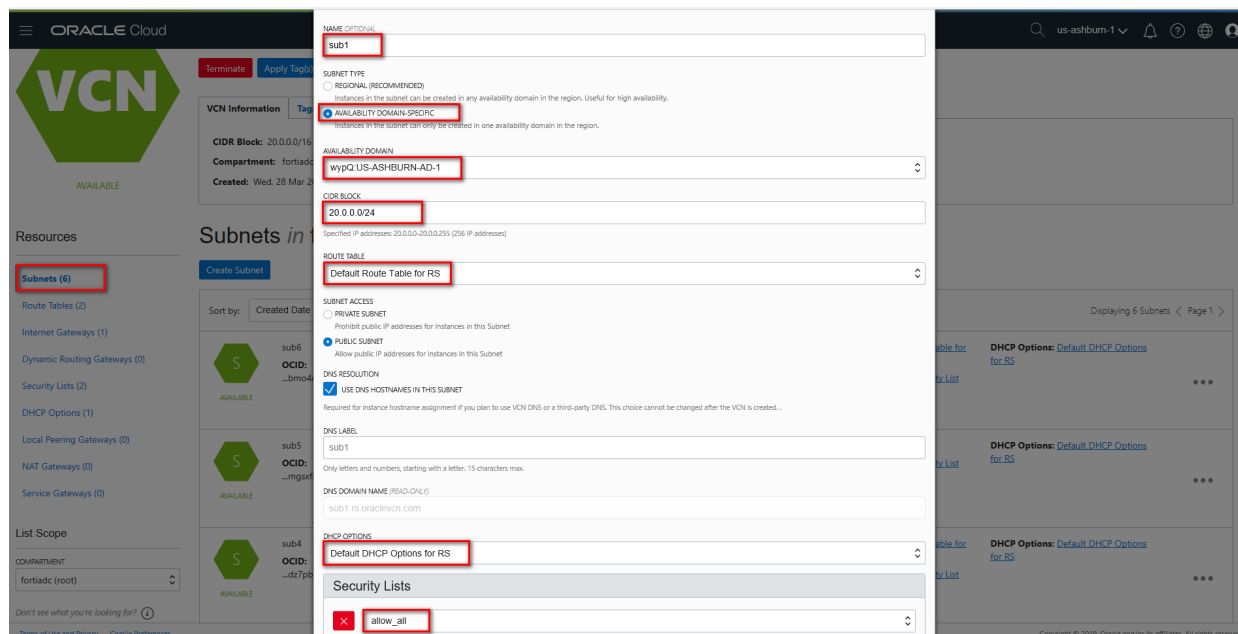 ORACLE Cloud
us-ashburn-1
VCN
AVAILABLE
Terminate
Apply Tag(s)
VCN Information
CIDR Block: 20.0.0.0/16
Compartment: fortiadc
Created: Wed, 28 Mar
Resources
Subnets (6)
Route Tables (2)
Internet Gateways (1)
Dynamic Routing Gateways (0)
Security Lists (2)
DHCP Options (1)
Local Peering Gateways (0)
NAT Gateways (0)
Service Gateways (0)
List Scope
COMPARTMENT
fortiadc (root)
Don't see what you're looking for?
Terms of Use and Privacy Cookie Preferences
Subnets in
Create Subnet
Sort by: Created Date
Displaying 6 Subnets < Page 1 >
S
AVAILABLE
sub6
OCID:
DHCP Options: Default DHCP Options
for RS
S
AVAILABLE
sub5
OCID:
List
DHCP Options: Default DHCP Options
for RS
S
AVAILABLE
sub4
OCID:
DHCP Options: Default DHCP Options
for RS
NAME OPTIONAL
sub1
SUBNET TYPE
REGIONAL (RECOMMENDED)
Instances in the subnet can be created in any availability domain in the region. Useful for high availability.
AVAILABILITY DOMAIN-SPECIFIC
Instances in the subnet can only be created in one availability domain in the region.
AVAILABILITY DOMAIN
wypQ:US-ASHBURN-AD-1
CIDR BLOCK
20.0.0.0/24
Specified IP addresses: 20.0.0.0-20.0.0.255 (256 IP addresses)
ROUTE TABLE
Default Route Table for RS
SUBNET ACCESS
PRIVATE SUBNET
Prohibit public IP addresses for Instances in this Subnet
PUBLIC SUBNET
Allow public IP addresses for Instances in this Subnet
DNS RESOLUTION
USE DNS HOSTNAMES IN THIS SUBNET
Required for instance hostname assignment if you plan to use VCN DNS or a third-party DNS. This choice cannot be changed after the VCN is created. .
DNS LABEL
sub1
Only letters and numbers, starting with a letter. 15 characters max.
DNS DOMAIN NAME (READ-ONLY)
sub1.rs.oraclevcn.com
DHCP OPTIONS
Default DHCP Options for RS
Security Lists
allow_all